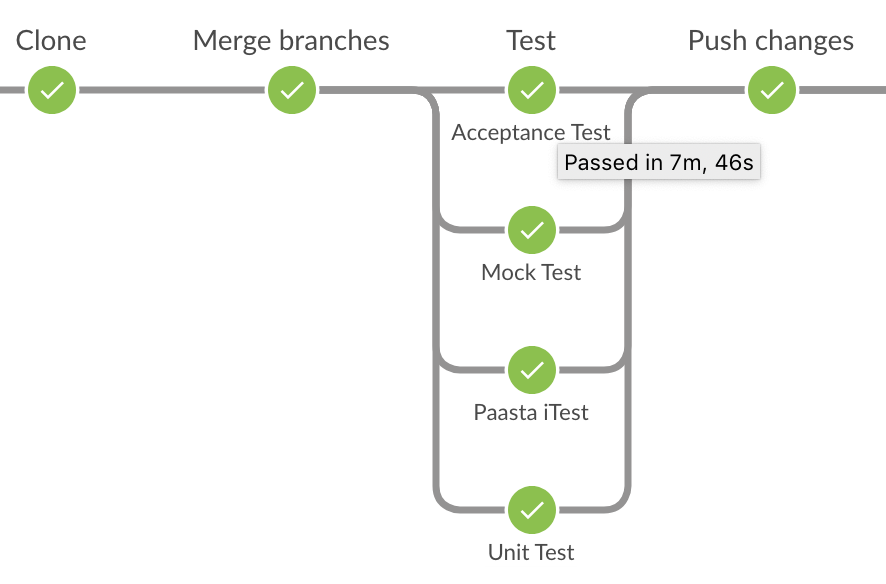 Clone
Merge branches
Test
Push changes
Acceptance Test
Passed in 7m, 46s
Mock Test
Paasta iTest
Unit Test